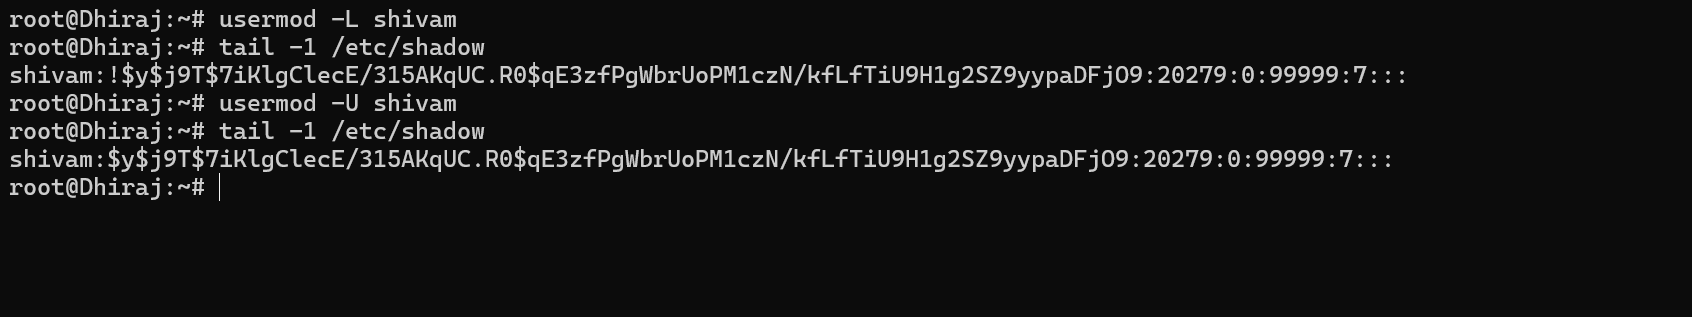 root@Dhiraj:~# usermod -L shivam
root@Dhiraj:~# tail -1 /etc/shadow
shivam:!$y$j9T$7iKlgClecE/315AKqUC.R0$qE3zfPgWbrUoPM1czN/kfLfTiU9H1g2SZ9yypaDFjO9:20279:0:99999:7:::
root@Dhiraj:~# usermod -U shivam
root@Dhiraj:~# tail -1 /etc/shadow
shivam:$y$j9T$7iKlgClecE/315AKqUC.R0$qE3zfPgWbrUoPM1czN/kfLfTiU9H1g2SZ9yypaDFjO9:20279:0:99999:7:::
root@Dhiraj:~#